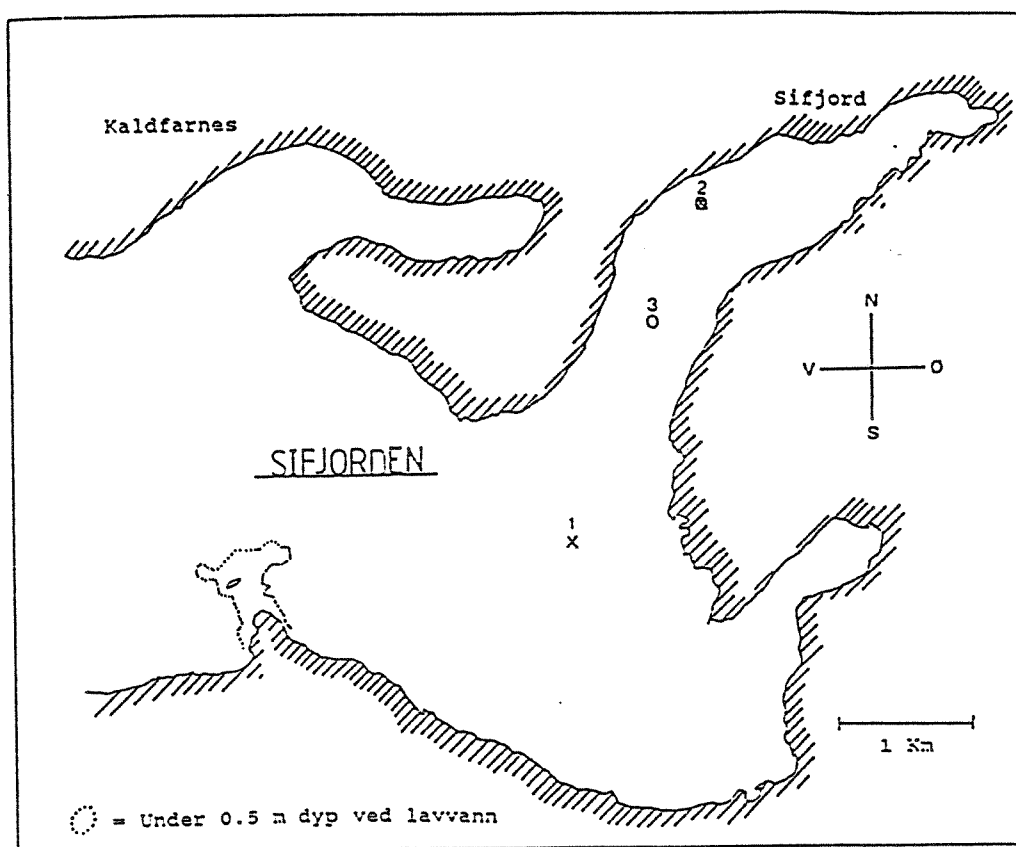 Sifjord
Kaldfarnes
2
3
N
V O
S
SIFJORDEN
1
x
1 Km
= Under 0.5 m dyp ved lavvann